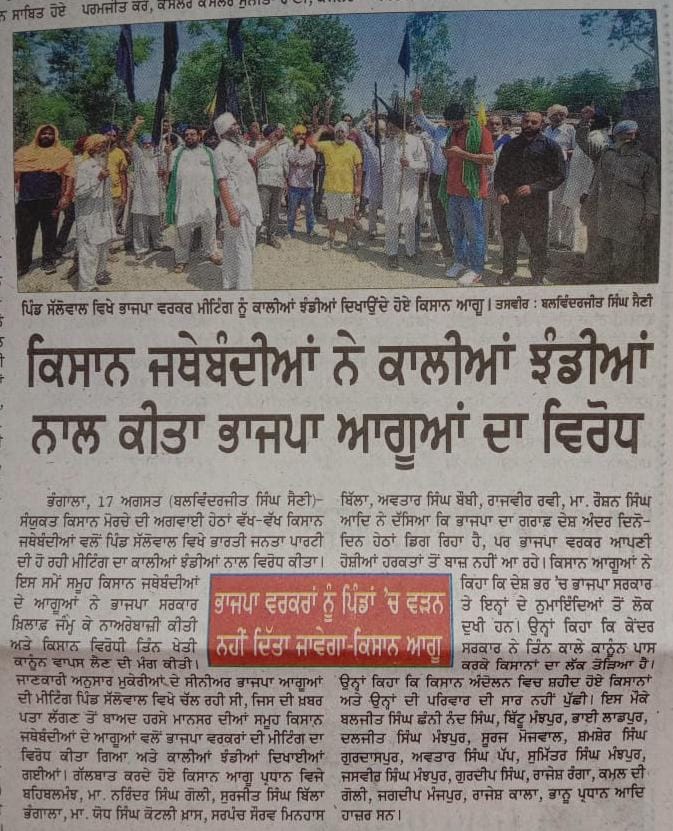 ਨ ਸਾਬਿਤ ਹੋਏ ਪਰਮਜੀਤ ਕੌਰ, ਕੌਂਸਲਰ
ਪਿੰਡ ਸੱਲੋਵਾਲ ਵਿਖੇ ਭਾਜਪਾ ਵਰਕਰ ਮੀਟਿੰਗ ਨੂੰ ਕਾਲੀਆਂ ਝੰਡੀਆਂ ਦਿਖਾਉਂਦੇ ਹੋਏ ਕਿਸਾਨ ਆਗੂ। ਤਸਵੀਰ : ਬਲਵਿੰਦਰਜੀਤ ਸਿੰਘ ਸੈਣੀ
ਕਿਸਾਨ ਜਥੇਬੰਦੀਆਂ ਨੇ ਕਾਲੀਆਂ ਝੰਡੀਆਂ
ਨਾਲ ਕੀਤਾ ਭਾਜਪਾ ਆਗੂਆਂ ਦਾ ਵਿਰੋਧ
ਭੰਗਾਲਾ, 17 ਅਗਸਤ (ਬਲਵਿੰਦਰਜੀਤ ਸਿੰਘ ਸੈਣੀ)-
ਸੰਯੁਕਤ ਕਿਸਾਨ ਮੋਰਚੇ ਦੀ ਅਗਵਾਈ ਹੇਠਾਂ ਵੱਖ-ਵੱਖ ਕਿਸਾਨ
ਜਥੇਬੰਦੀਆਂ ਵਲੋਂ ਪਿੰਡ ਸੱਲੋਵਾਲ ਵਿਖੇ ਭਾਰਤੀ ਜਨਤਾ ਪਾਰਟੀ
ਦੀ ਹੋ ਰਹੀ ਮੀਟਿੰਗ ਦਾ ਕਾਲੀਆਂ ਝੰਡੀਆਂ ਨਾਲ ਵਿਰੋਧ ਕੀਤਾ।
ਇਸ ਸਮੇਂ ਸਮੂਹ ਕਿਸਾਨ ਜਥੇਬੰਦੀਆਂ
ਦੇ ਆਗੂਆਂ ਨੇ ਭਾਜਪਾ ਸਰਕਾਰ
ਖ਼ਿਲਾਫ਼ ਜੰਮ੍ਹ ਕੇ ਨਾਅਰੇਬਾਜ਼ੀ ਕੀਤੀ
ਅਤੇ ਕਿਸਾਨ ਵਿਰੋਧੀ ਤਿੰਨ ਖੇਤੀ
ਕਾਨੂੰਨ ਵਾਪਸ ਲੈਣ ਦੀ ਮੰਗ ਕੀਤੀ।
ਜਾਣਕਾਰੀ ਅਨੁਸਾਰ ਮੁਕੇਰੀਆਂ ਦੇ ਸੀਨੀਅਰ ਭਾਜਪਾ ਆਗੂਆਂ
ਦੀ ਮੀਟਿੰਗ ਪਿੰਡ ਸੱਲੋਵਾਲ ਵਿਖੇ ਚੱਲ ਰਹੀ ਸੀ, ਜਿਸ ਦੀ ਖ਼ਬਰ
ਪਤਾ ਲੱਗਣ ਤੋਂ ਬਾਅਦ ਹਰਸੇ ਮਾਨਸਰ ਦੀਆਂ ਸਮੂਹ ਕਿਸਾਨ
ਜਥੇਬੰਦੀਆਂ ਦੇ ਆਗੂਆਂ ਵਲੋਂ ਭਾਜਪਾ ਵਰਕਰਾਂ ਦੀ ਮੀਟਿੰਗ ਦਾ
ਵਿਰੋਧ ਕੀਤਾ ਗਿਆ ਅਤੇ ਕਾਲੀਆਂ ਝੰਡੀਆਂ ਦਿਖਾਈਆਂ
ਗਈਆਂ। ਗੱਲਬਾਤ ਕਰਦੇ ਹੋਏ ਕਿਸਾਨ ਆਗੂ ਪ੍ਰਧਾਨ ਵਿਜੇ
ਬਹਿਬਲਮੰਝ, ਮਾ. ਨਰਿੰਦਰ ਸਿੰਘ ਗੋਲੀ, ਸੁਰਜੀਤ ਸਿੰਘ ਬਿੱਲਾ
ਭੰਗਾਲਾ, ਮਾ. ਯੋਧ ਸਿੰਘ ਕੋਟਲੀ ਖ਼ਾਸ, ਸਰਪੰਚ ਸੌਰਵ ਮਿਨਹਾਸ
ਭਾਜਪਾ ਵਰਕਰਾਂ ਨੂੰ ਪਿੰਡਾਂ 'ਚ ਵੜਨ
ਨਹੀਂ ਦਿੱਤਾ ਜਾਵੇਗਾ-ਕਿਸਾਨ ਆਗੂ
ਬਿੱਲਾ, ਅਵਤਾਰ ਸਿੰਘ ਬੌਬੀ, ਰਾਜਵੀਰ ਰਵੀ, ਮਾ. ਰੌਸ਼ਨ ਸਿੰਘ
ਆਦਿ ਨੇ ਦੱਸਿਆ ਕਿ ਭਾਜਪਾ ਦਾ ਗਰਾਫ਼ ਦੇਸ਼ ਅੰਦਰ ਦਿਨੋ-
ਦਿਨ ਹੇਠਾਂ ਡਿਗ ਰਿਹਾ ਹੈ, ਪਰ ਭਾਜਪਾ ਵਰਕਰ ਆਪਣੀ
ਹੋਸ਼ੀਆਂ ਹਰਕਤਾਂ ਤੋਂ ਬਾਜ਼ ਨਹੀਂ ਆ ਰਹੇ। ਕਿਸਾਨ ਆਗੂਆਂ ਨੇ
ਕਿਹਾ ਕਿ ਦੇਸ਼ ਭਰ 'ਚ ਭਾਜਪਾ ਸਰਕਾਰ
ਤੇ ਇਨ੍ਹਾਂ ਦੇ ਨੁਮਾਇੰਦਿਆਂ ਤੋਂ ਲੋਕ
ਦੁਖੀ ਹਨ। ਉਨ੍ਹਾਂ ਕਿਹਾ ਕਿ ਕੇਂਦਰ
ਸਰਕਾਰ ਨੇ ਤਿੰਨ ਕਾਲੇ ਕਾਨੂੰਨ ਪਾਸ
ਕਰਕੇ ਕਿਸਾਨਾਂ ਦਾ ਲੱਕ ਤੋੜਿਆ ਹੈ।
ਉਨ੍ਹਾਂ ਕਿਹਾ ਕਿ ਕਿਸਾਨ ਅੰਦੋਲਨ ਵਿਚ ਸ਼ਹੀਦ ਹੋਏ ਕਿਸਾਨਾਂ
ਅਤੇ ਉਨ੍ਹਾਂ ਦੀ ਪਰਿਵਾਰ ਦੀ ਸਾਰ ਨਹੀਂ ਪੁੱਛੀ। ਇਸ ਮੌਕੇ
ਬਲਜੀਤ ਸਿੰਘ ਛੰਨੀ ਨੰਦ ਸਿੰਘ, ਬਿੱਟੂ ਮੰਝਪੁਰ, ਭਾਈ ਲਾਡਪੁਰ,
ਦਲਜੀਤ ਸਿੰਘ ਮੰਝਪੁਰ, ਸੂਰਜ ਮੰਜਵਾਲ, ਸ਼ਮਸ਼ੇਰ ਸਿੰਘ
ਗੁਰਦਾਸਪੁਰ, ਅਵਤਾਰ ਸਿੰਘ ਪੱਪ, ਸੁਮਿੱਤਰ ਸਿੰਘ ਮੰਝਪੁਰ,
ਜਸਵੀਰ ਸਿੰਘ ਮੰਝਪੁਰ, ਗੁਰਦੀਪ ਸਿੰਘ, ਰਾਜੇਸ਼ ਰੰਗਾ, ਕਮਲ ਦੀ
ਗੋਲੀ, ਜਗਦੀਪ ਮੰਜਪੁਰ, ਰਾਜੇਸ਼ ਕਾਲਾ, ਭਾਨੂ ਪ੍ਰਧਾਨ ਆਦਿ
ਹਾਜ਼ਰ ਸਨ।